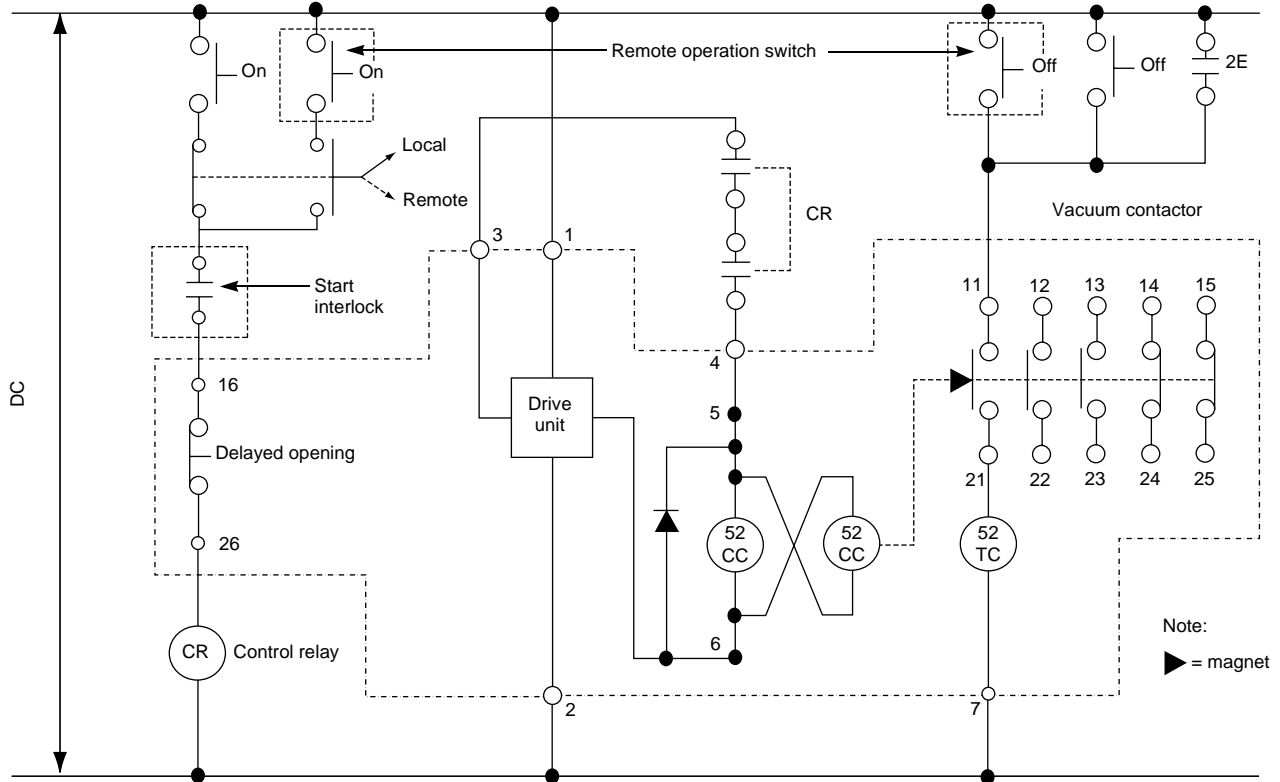 Remote operation switch
On
On
Off
Off
2E
Local
Remote
CR
Vacuum contactor
3
1
Start
interlock
4
11
12
13
14
15
16
DC
Drive
unit
5
Delayed opening
21
22
23
24
25
26
52
CC
52
CC
52
TC
6
CR
Control relay
Note:
= magnet
2
7